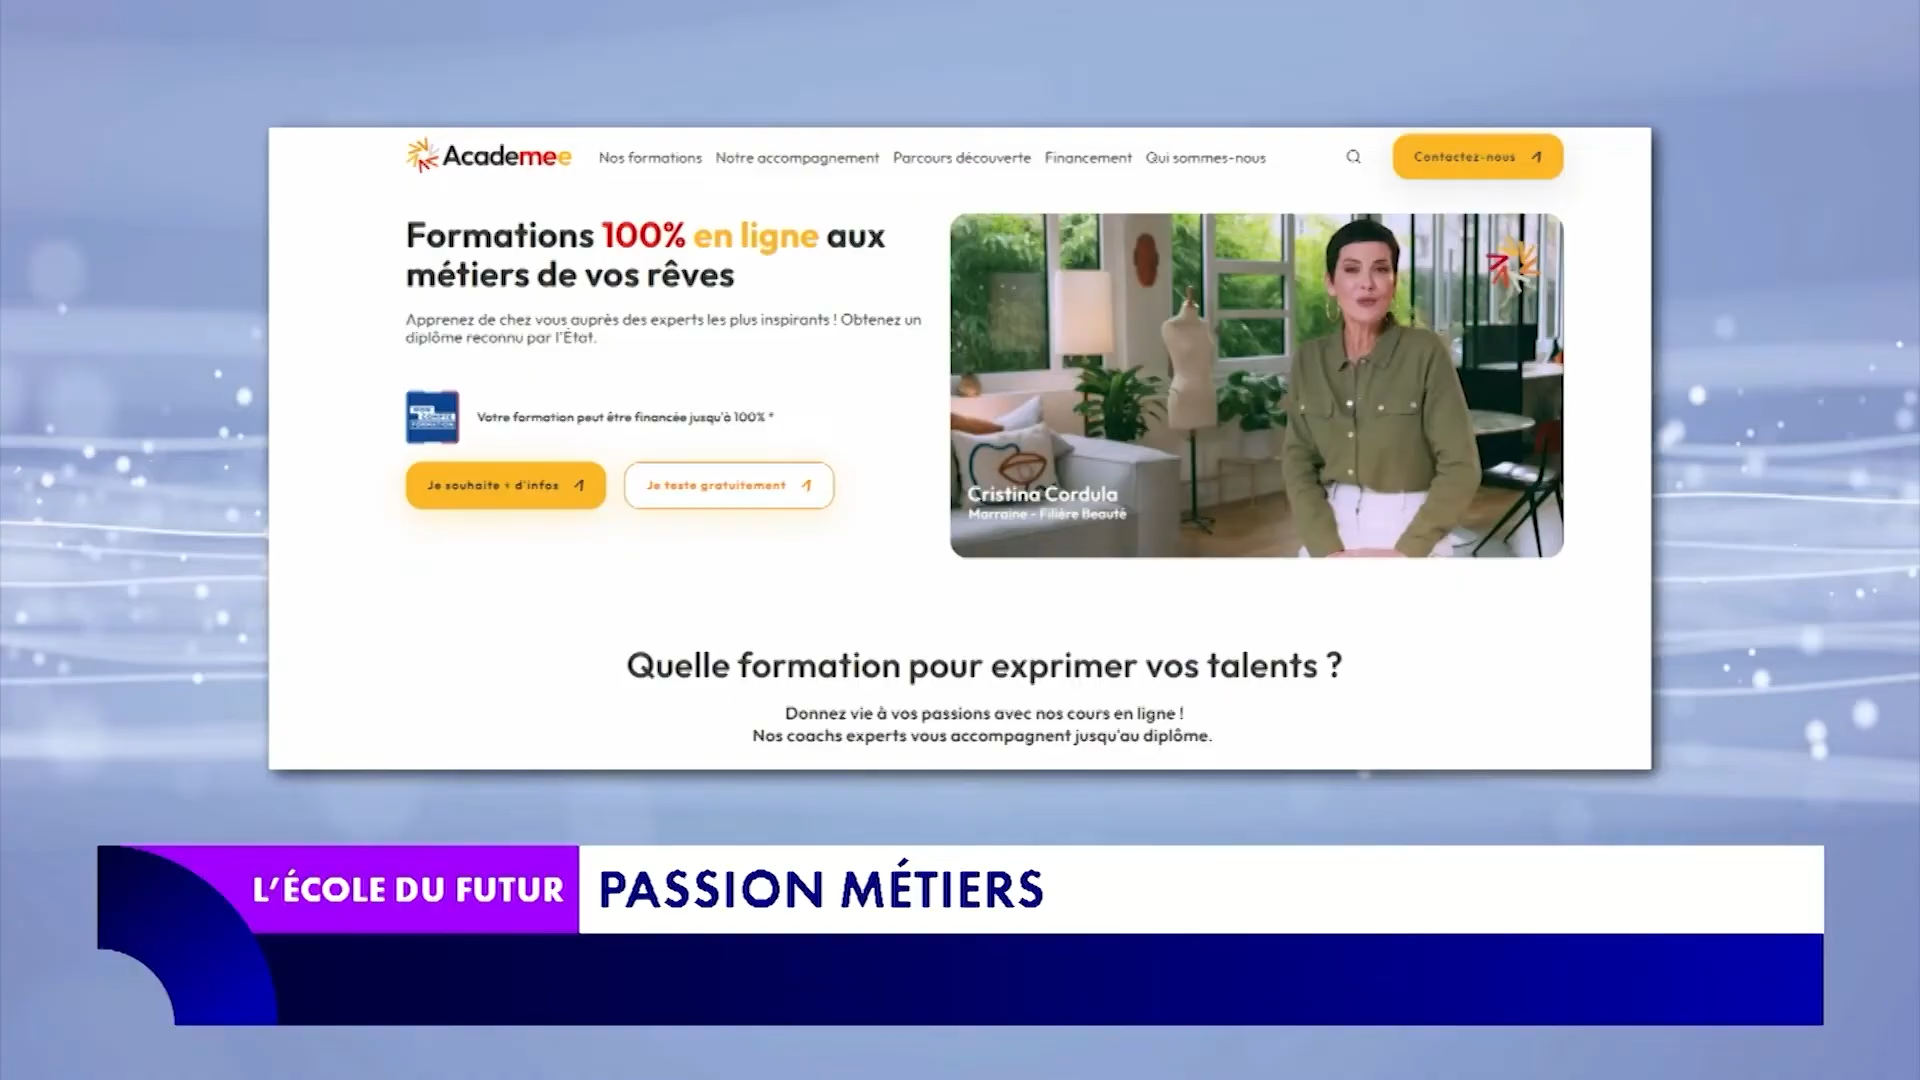 Academee
Nos formations
Notre accompagnement
Parcours découverte
Financement
Qui sommes-nous
Contactez-nous
Formations 100% en ligne aux
métiers de vos rêves
Apprenez de chez vous auprès des experts les plus inspirants ! Obtenez un
diplôme reconnu par l'État.
MON
COMPTE
FORMATION
Votre formation peut être financée jusqu'à 100% *
Je souhaite + d'infos
Je teste gratuitement
Cristina Cordula
Marraine - Filière Beauté
Quelle formation pour exprimer vos talents ?
Donnez vie à vos passions avec nos cours en ligne !
Nos coachs experts vous accompagnent jusqu'au diplôme.
L'ÉCOLE DU FUTUR
PASSION MÉTIERS